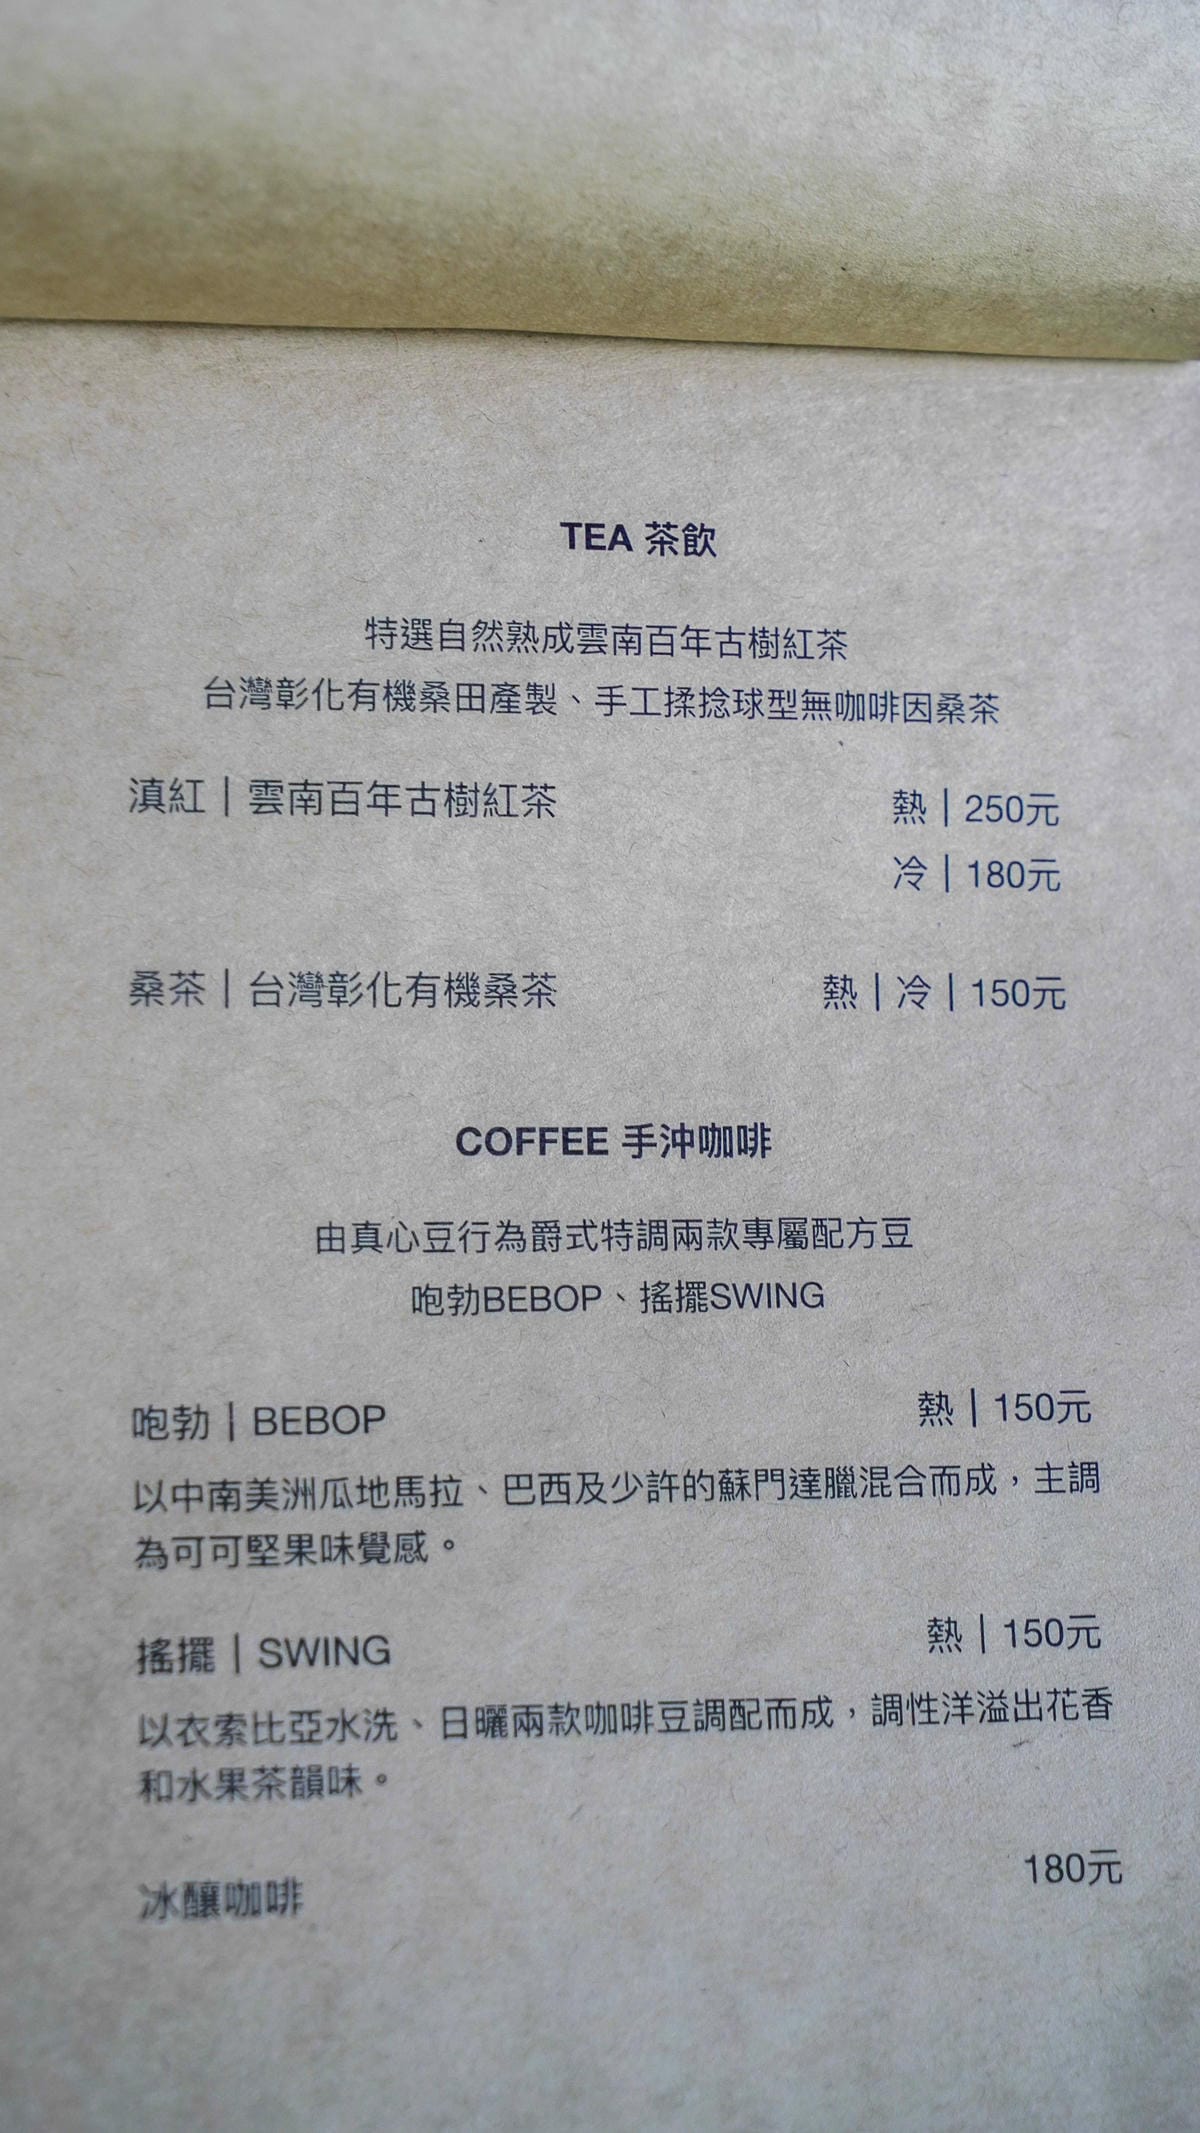 TEA 茶飲
特選自然熟成雲南百年古樹紅茶
台灣彰化有機桑田產製、手工揉捻球型無咖啡因桑茶
滇紅｜雲南百年古樹紅茶 熱｜250元
冷｜180元
桑茶｜台灣彰化有機桑茶 熱｜冷｜150元
COFFEE 手沖咖啡
由真心豆行為爵式特調兩款專屬配方豆
咆勃BEBOP、搖擺SWING
咆勃｜BEBOP 熱｜150元
以中南美洲瓜地馬拉、巴西及少許的蘇門達臘混合而成，主調
為可可堅果味覺感。
搖擺｜SWING 熱｜150元
以衣索比亞水洗、日曬兩款咖啡豆調配而成，調性洋溢出花香
和水果茶韻味。
冰釀咖啡 180元